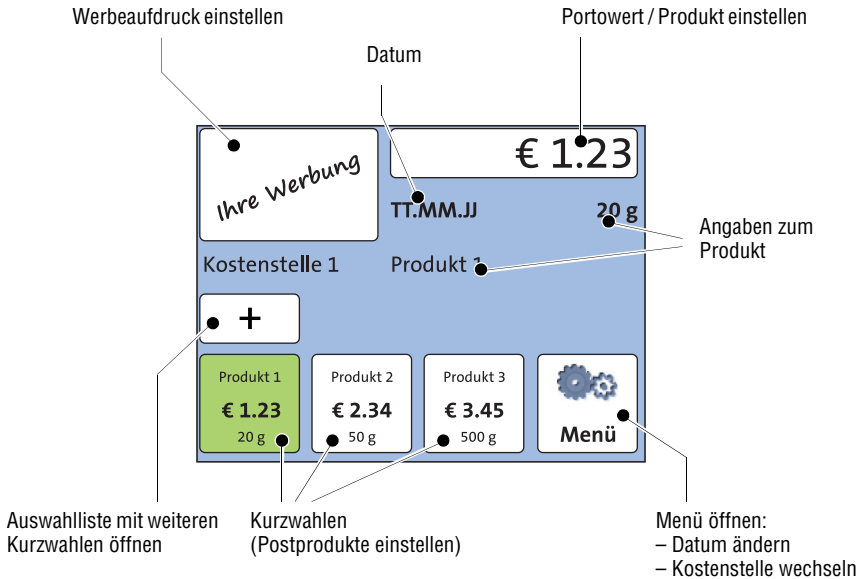 Werbeaufdruck einstellen
Portowert / Produkt einstellen
Datum
Ihre Werbung
€ 1.23
TT.MM.JJ
20 g
Angaben zum
Produkt
Kostenstelle 1
Produkt 1
+
Produkt 1
€ 1.23
20 g
Produkt 2
€ 2.34
50 g
Produkt 3
€ 3.45
500 g
Menü
Auswahlliste mit weiteren
Kurzwahlen öffnen
Kurzwahlen
(Postprodukte einstellen)
Menü öffnen:
– Datum ändern
– Kostenstelle wechseln